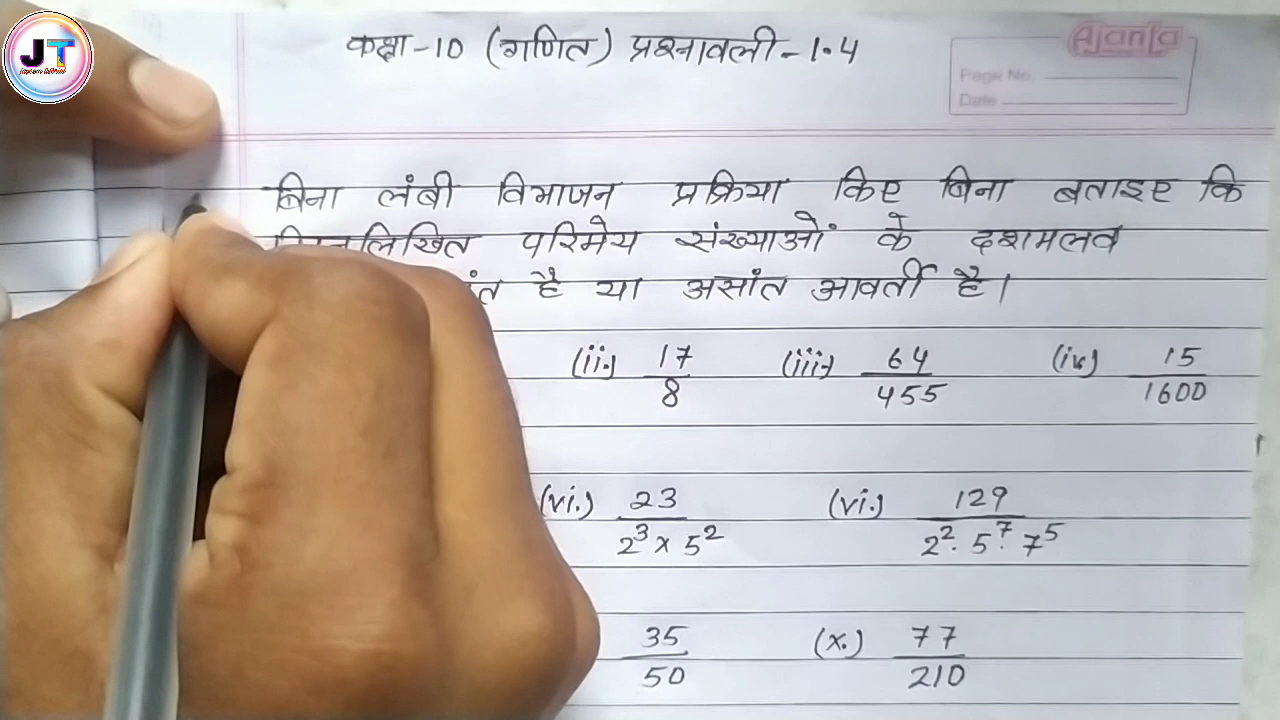 JT
कक्षा-10 (गणित) प्रश्नावली-1.4
Ajanta
Page No.
Date
बिना लंबी विभाजन प्रक्रिया किए बिना बताइए कि
परिमेय संख्याओं के दशमलव
है या असांत आवर्ती है।
(ii.) 17/8 (iii.) 64/455 (iv.) 15/1600
(vi.) 23/2³ x 5² (vi.) 129/2². 5⁷. 7⁵
35/50 (x.) 77/210